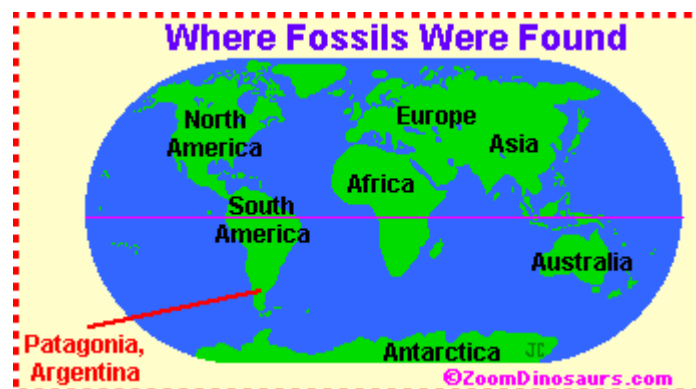 Where Fossils Were Found
North
America
Europe
Asia
Africa
South
America
Australia
Patagonia,
Argentina
Antarctica
JC
©ZoomDinosaurs.com